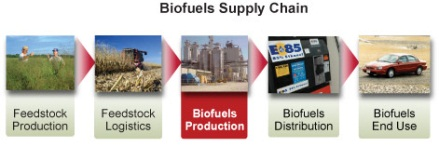 Biofuels Supply Chain
E85
Feedstock
Production
Feedstock
Logistics
Biofuels
Production
Biofuels
Distribution
Biofuels
End Use